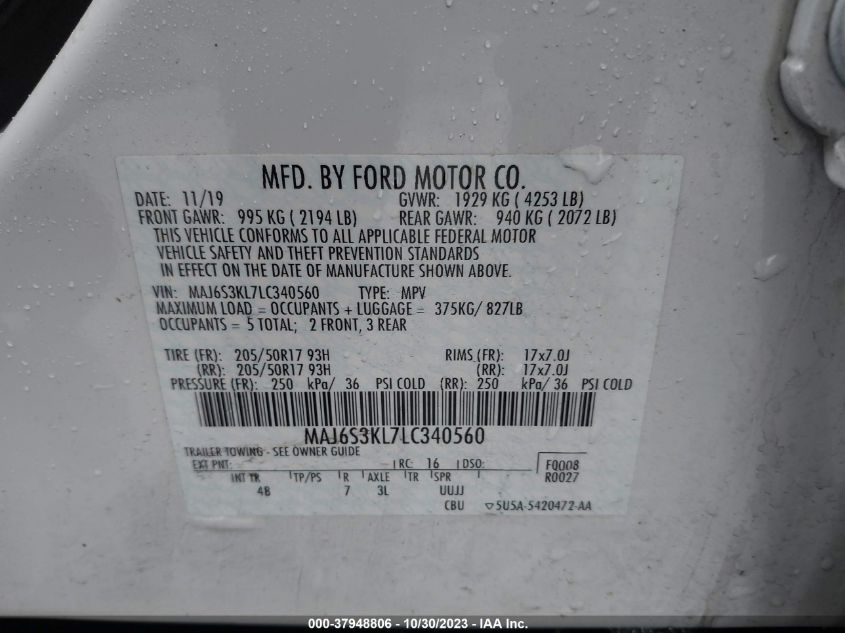 MFD. BY FORD MOTOR CO.
DATE: 11/19 GVWR: 1929 KG ( 4253 LB)
FRONT GAWR: 995 KG ( 2194 LB) REAR GAWR: 940 KG ( 2072 LB)
THIS VEHICLE CONFORMS TO ALL APPLICABLE FEDERAL MOTOR
VEHICLE SAFETY AND THEFT PREVENTION STANDARDS
IN EFFECT ON THE DATE OF MANUFACTURE SHOWN ABOVE.
VIN: MAJ6S3KL7LC340560 TYPE: MPV
MAXIMUM LOAD = OCCUPANTS + LUGGAGE = 375KG/ 827LB
OCCUPANTS = 5 TOTAL; 2 FRONT, 3 REAR
TIRE (FR): 205/50R17 93H RIMS (FR): 17x7.0J
(RR): 205/50R17 93H (RR): 17x7.0J
PRESSURE (FR): 250 kPa/ 36 PSI COLD (RR): 250 kPa/ 36 PSI COLD
MAJ6S3KL7LC340560
TRAILER TOWING - SEE OWNER GUIDE
EXT PNT: RC: 16 DSO: F0008
R0027
INT TR TP/PS R AXLE TR SPR
4B 7 3L UUJJ
CBU 5U5A-5420472-AA
000-37948806 - 10/30/2023 - Copyright © IAA, Inc.